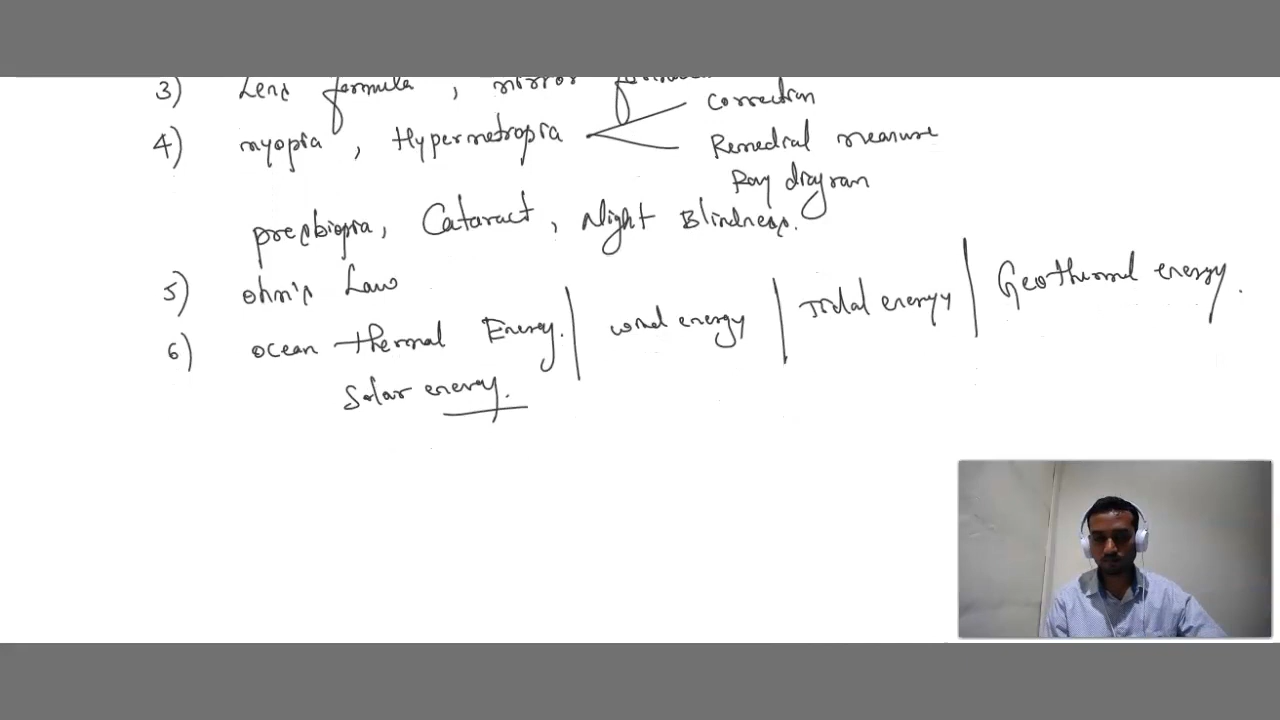 3) Lens formula, mirror
4) myopia, Hypermetropia
Correction
Remedial measure
Ray diagram
presbiopia, Cataract, Night Blindness.
5) ohm's Law
6) ocean thermal Energy. | wind energy | Tidal energy | Geothermal energy.
Solar energy.